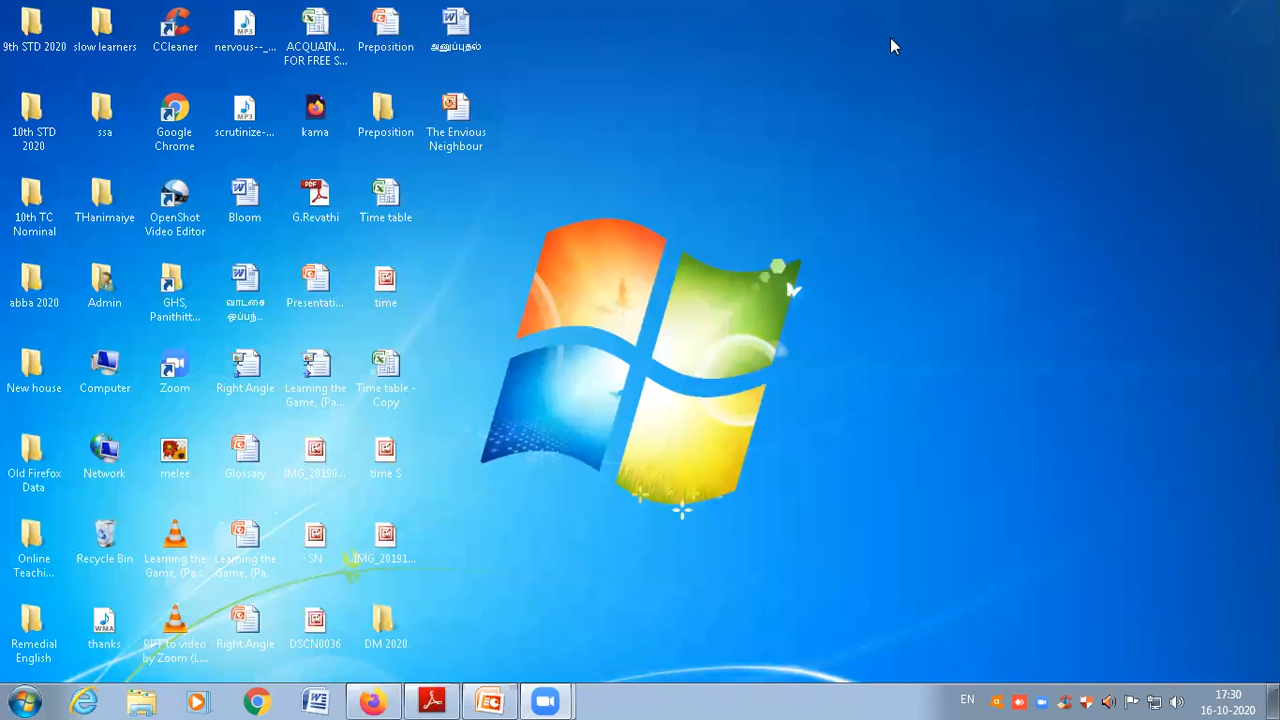 9th STD 2020
slow learners
CCleaner
nervous--_...
ACQUAIN...
FOR FREE S...
Preposition
அனுப்புதல்
10th STD
2020
ssa
Google
Chrome
scrutinize-...
kama
Preposition
The Envious
Neighbour
10th TC
Nominal
THanimaiye
OpenShot
Video Editor
Bloom
G.Revathi
Time table
abba 2020
Admin
GHS,
Panithitt...
வாடகை
ஒப்பந்...
Presentati...
time
New house
Computer
Zoom
Right Angle
Learning the
Game, (Pa...
Time table -
Copy
Old Firefox
Data
Network
melee
Glossary
IMG_20190...
time S
Online
Teachi...
Recycle Bin
Learning the
Game, (Pa...
Learning the
Game, (Pa...
SN
IMG_20191...
Remedial
English
thanks
PPT to video
by Zoom (L...
Right Angle
DSCN0036
DM 2020
EN
17:30
16-10-2020